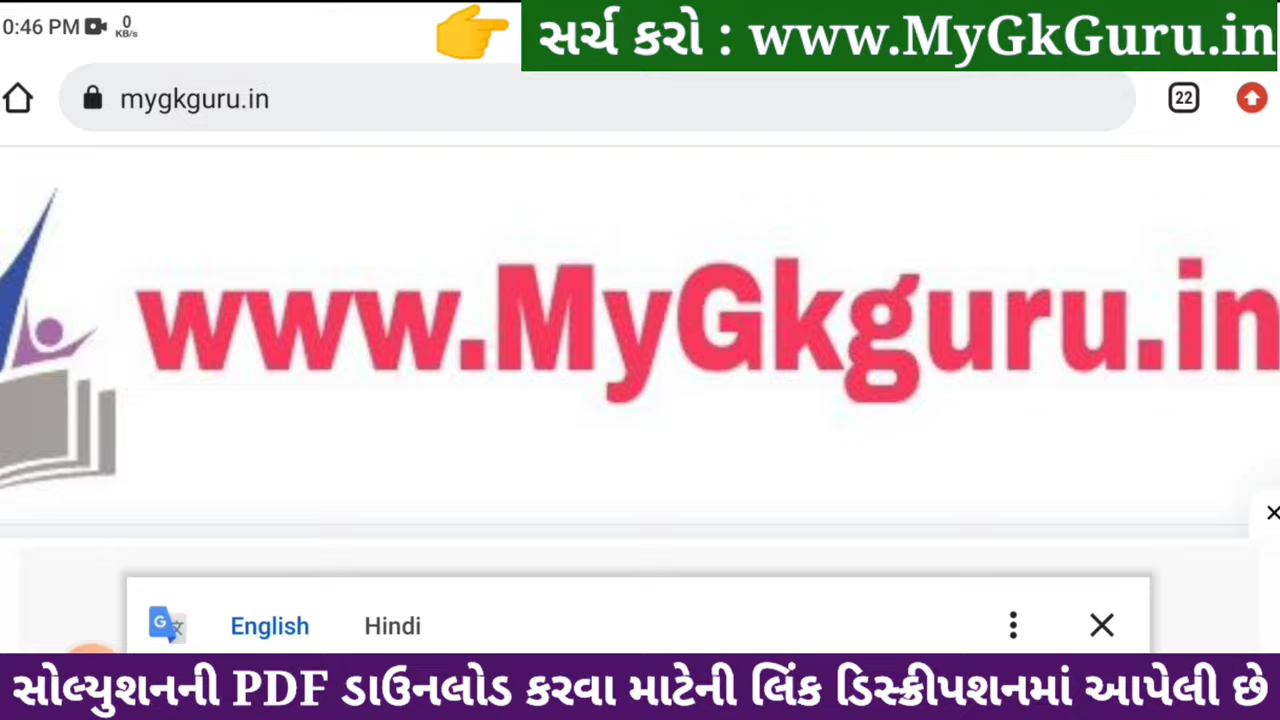 0:46 PM 0 KB/s
સર્ચ કરો : www.MyGkGuru.in
mygkguru.in 22
www.MyGkguru.in
English Hindi
સોલ્યુશનની PDF ડાઉનલોડ કરવા માટેની લિંક ડિસ્ક્રીપશનમાં આપેલી છે